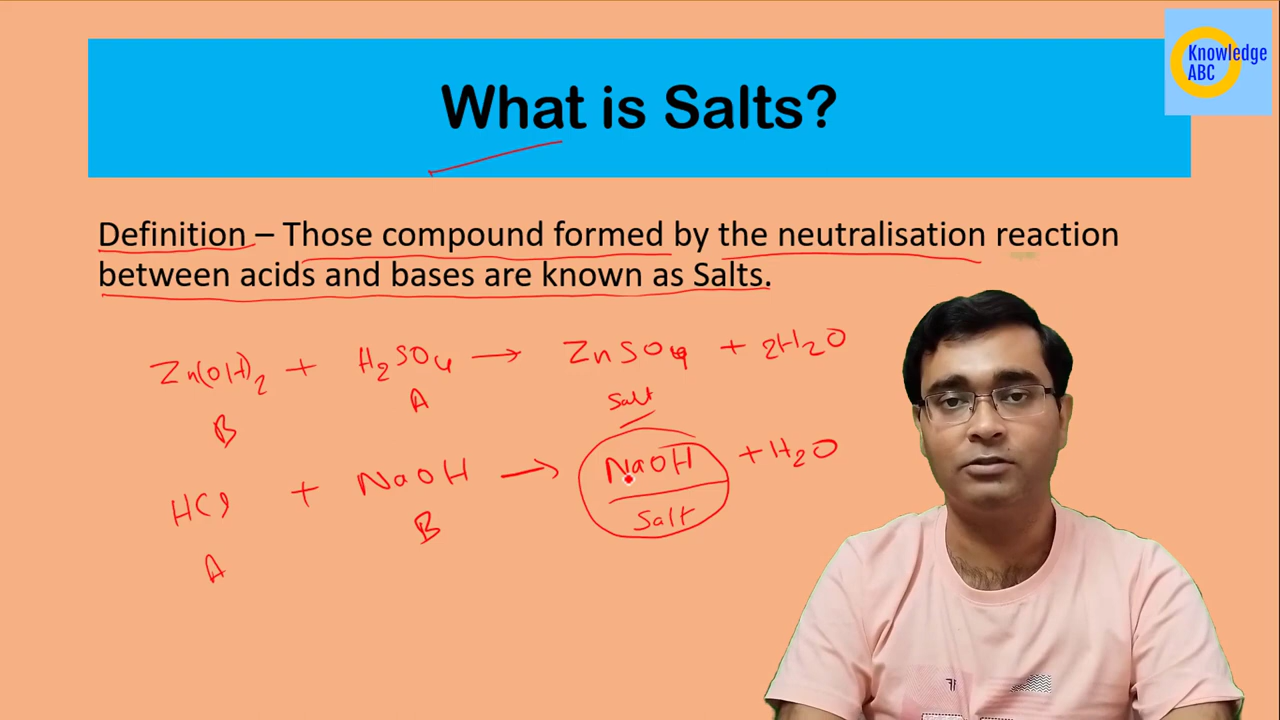 Knowledge
ABC
What is Salts?
Definition – Those compound formed by the neutralisation reaction
between acids and bases are known as Salts.
Zn(OH)2 + H2SO4 → ZnSO4 + 2H2O
B A Salt
HCl + NaOH → NaOH + H2O
A B Salt